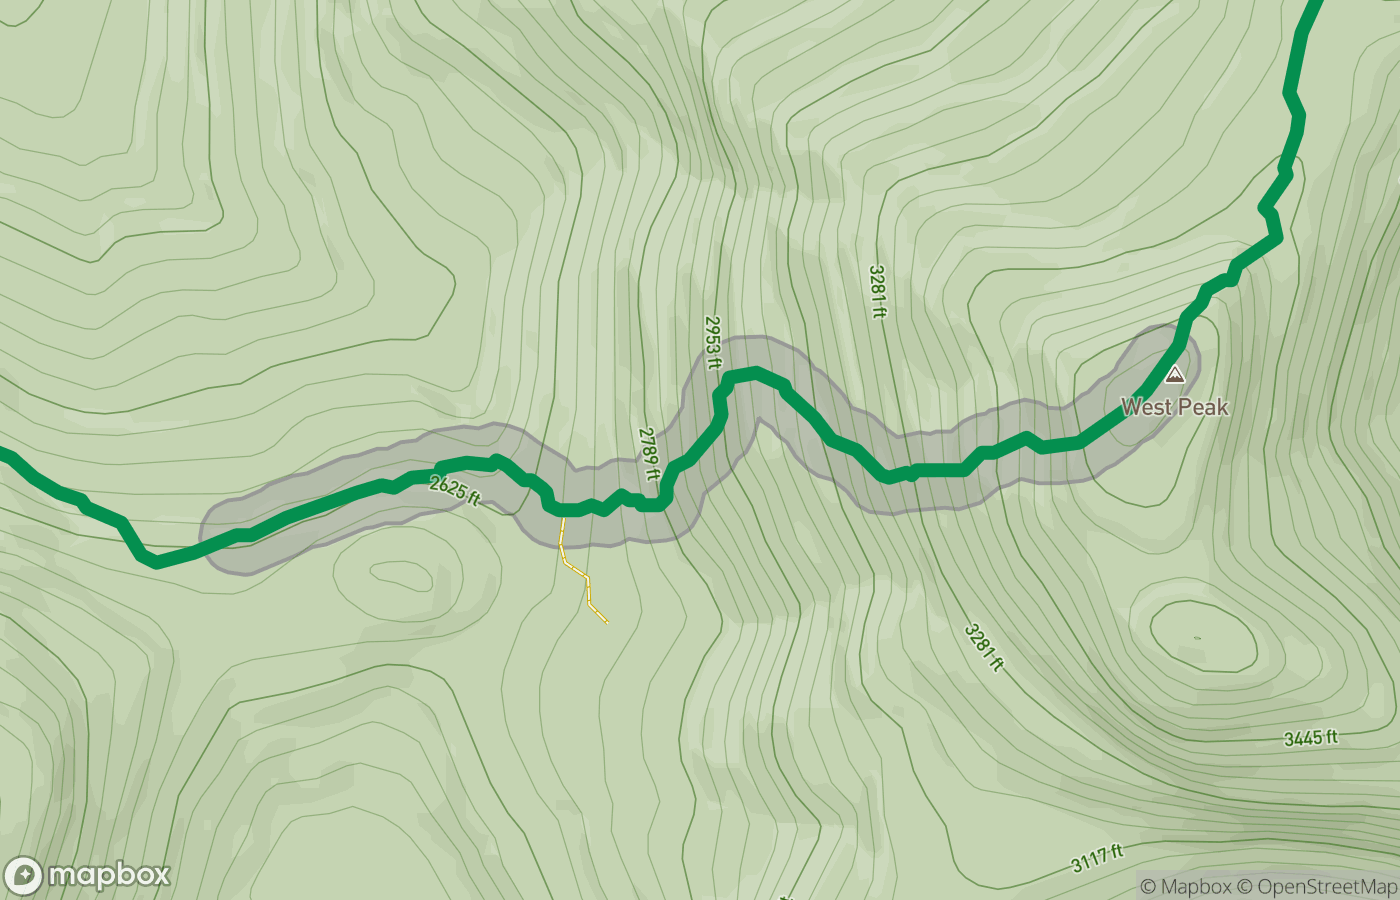 3281 ft
2953 ft
West Peak
2789 ft
2625 ft
3281 ft
3445 ft
3117 ft
mapbox
© Mapbox © OpenStreetMap